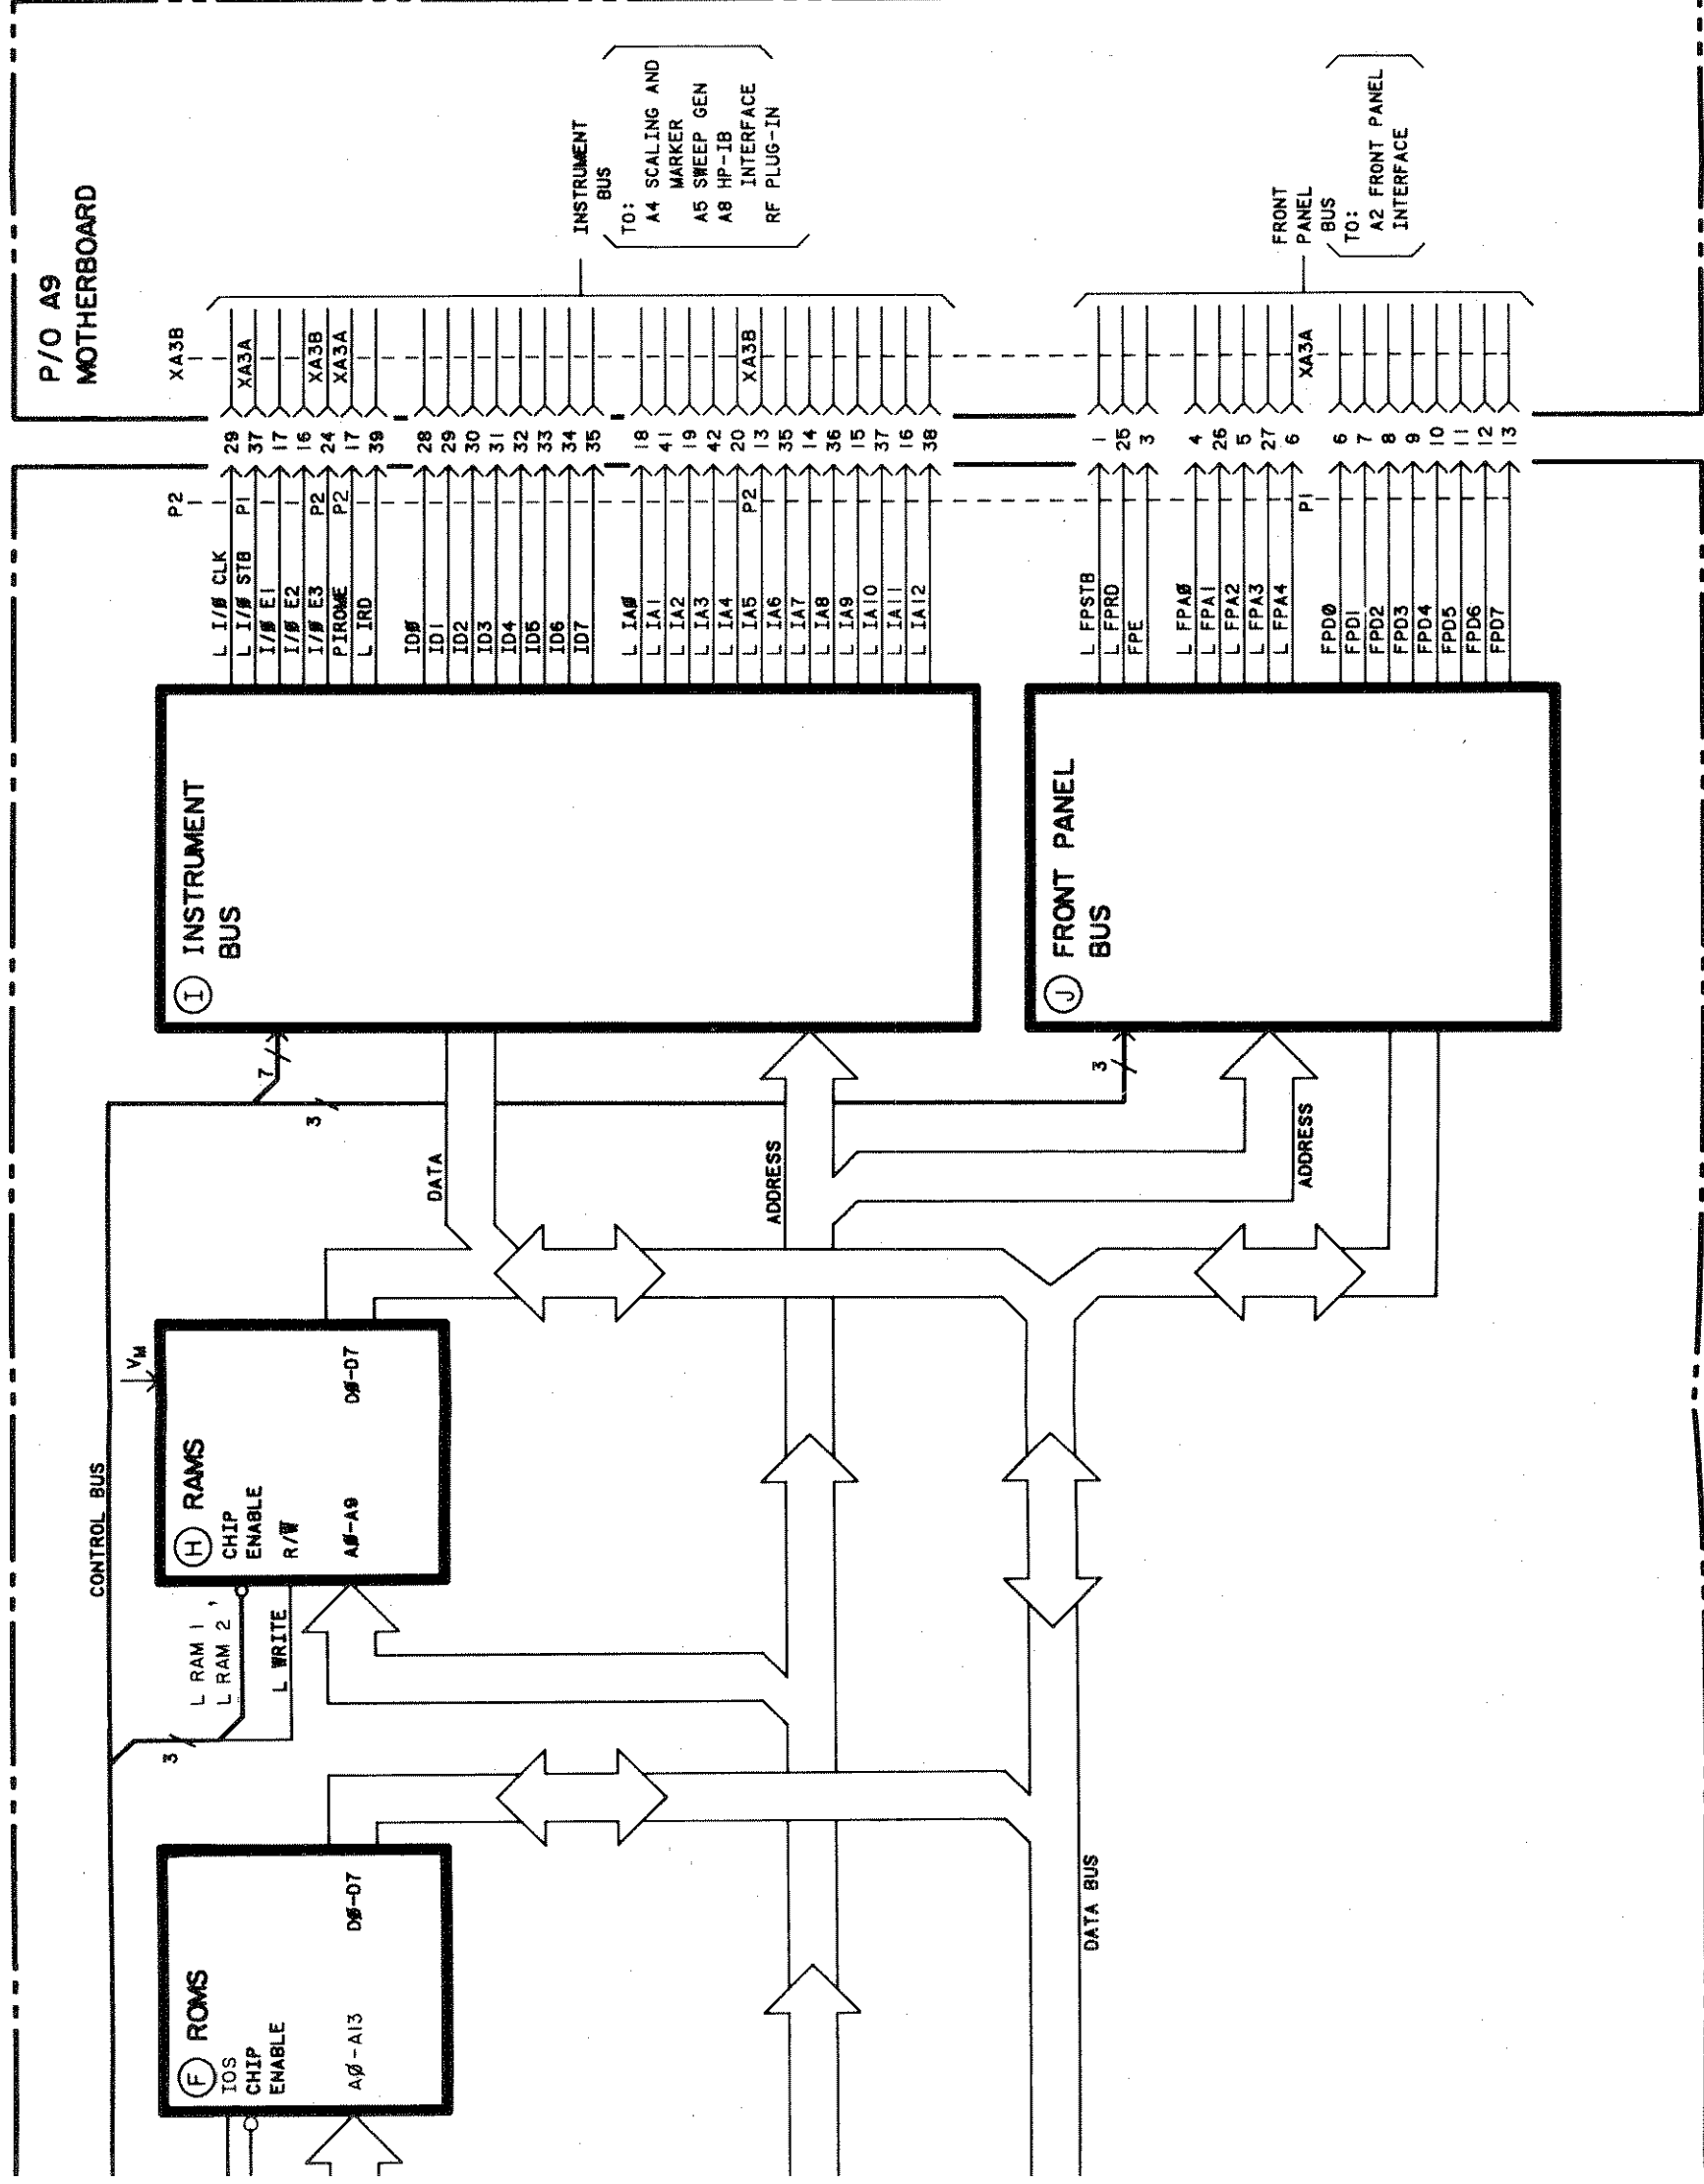 P/O A9
MOTHERBOARD
XA3B
XA3A
XA3B
XA3A
XA3B
XA3A
INSTRUMENT
BUS
TO:
A4 SCALING AND
MARKER
A5 SWEEP GEN
A8 HP-IB
INTERFACE
RF PLUG-IN
FRONT
PANEL
BUS
TO:
A2 FRONT PANEL
INTERFACE
P2
P1
P2
P2
P2
P1
L I/Ø CLK 29
L I/Ø STB 37
I/Ø E1 17
I/Ø E2 16
I/Ø E3 24
PIROME 17
L IRD 39
IDØ 28
ID1 29
ID2 30
ID3 31
ID4 32
ID5 33
ID6 34
ID7 35
L IAØ 18
L IA1 41
L IA2 19
L IA3 42
L IA4 20
L IA5 13
L IA6 35
L IA7 14
L IA8 36
L IA9 15
L IA10 37
L IA11 16
L IA12 38
L FPSTB 1
L FPRD 25
FPE 3
L FPAØ 4
L FPA1 26
L FPA2 5
L FPA3 27
L FPA4 6
FPD0 6
FPD1 7
FPD2 8
FPD3 9
FPD4 10
FPD5 11
FPD6 12
FPD7 13
I INSTRUMENT
BUS
J FRONT PANEL
BUS
7
3
3
DATA
ADDRESS
ADDRESS
CONTROL BUS
VM
H RAMS
CHIP
ENABLE
R/W
AØ-A9
DØ-D7
L RAM 1 ,
L RAM 2
L WRITE
3
F ROMS
IOS
CHIP
ENABLE
AØ-A13
DØ-D7
DATA BUS